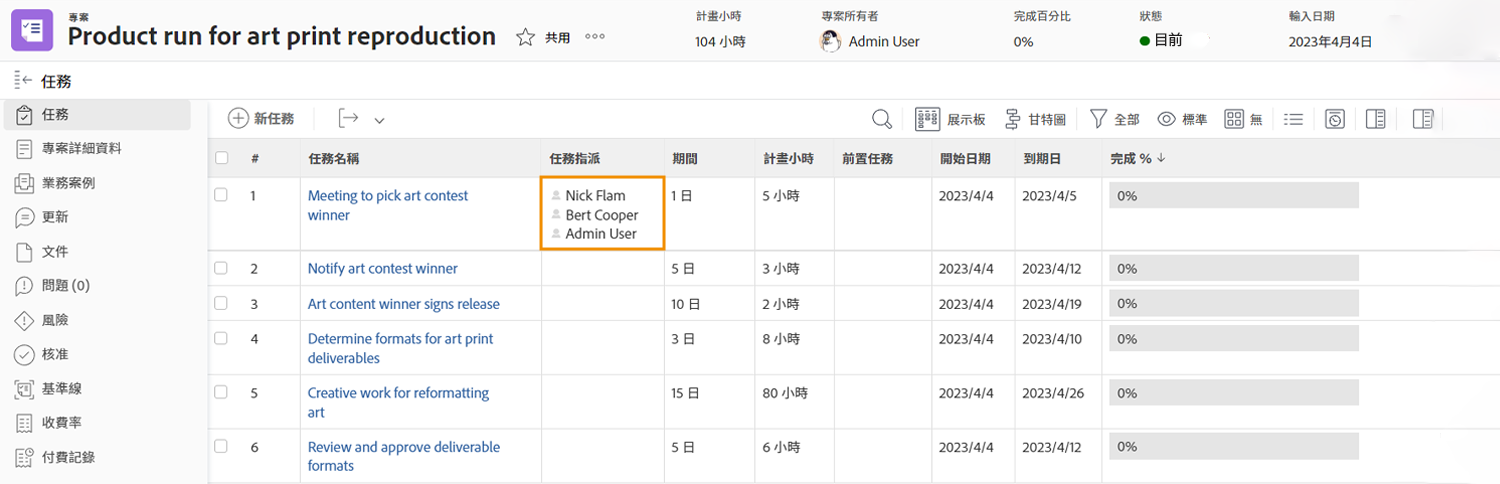 專案
Product run for art print reproduction
共用
計畫小時
104 小時
專案所有者
Admin User
完成百分比
0%
狀態
目前
輸入日期
2023年4月4日
任務
任務
專案詳細資料
業務案例
更新
文件
問題 (0)
風險
核准
基準線
收費率
付費記錄
新任務
展示板
甘特圖
全部
標準
無
# 任務名稱 任務指派 期間 計畫小時 前置任務 開始日期 到期日 完成 % ↓
1 Meeting to pick art contest
winner
Nick Flam
Bert Cooper
Admin User
1 日 5 小時 2023/4/4 2023/4/5 0%
2 Notify art contest winner 5 日 3 小時 2023/4/4 2023/4/12 0%
3 Art content winner signs release 10 日 2 小時 2023/4/4 2023/4/19 0%
4 Determine formats for art print
deliverables
3 日 8 小時 2023/4/4 2023/4/10 0%
5 Creative work for reformatting
art
15 日 80 小時 2023/4/4 2023/4/26 0%
6 Review and approve deliverable
formats
5 日 6 小時 2023/4/4 2023/4/12 0%